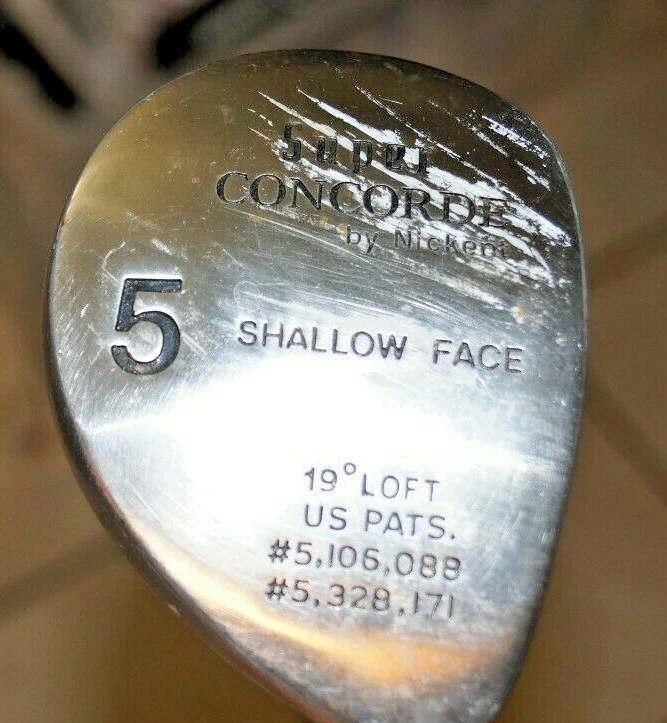 Super
CONCORDE
by Nickent
5
SHALLOW FACE
19° LOFT
US PATS.
#5,106,088
#5,328,171